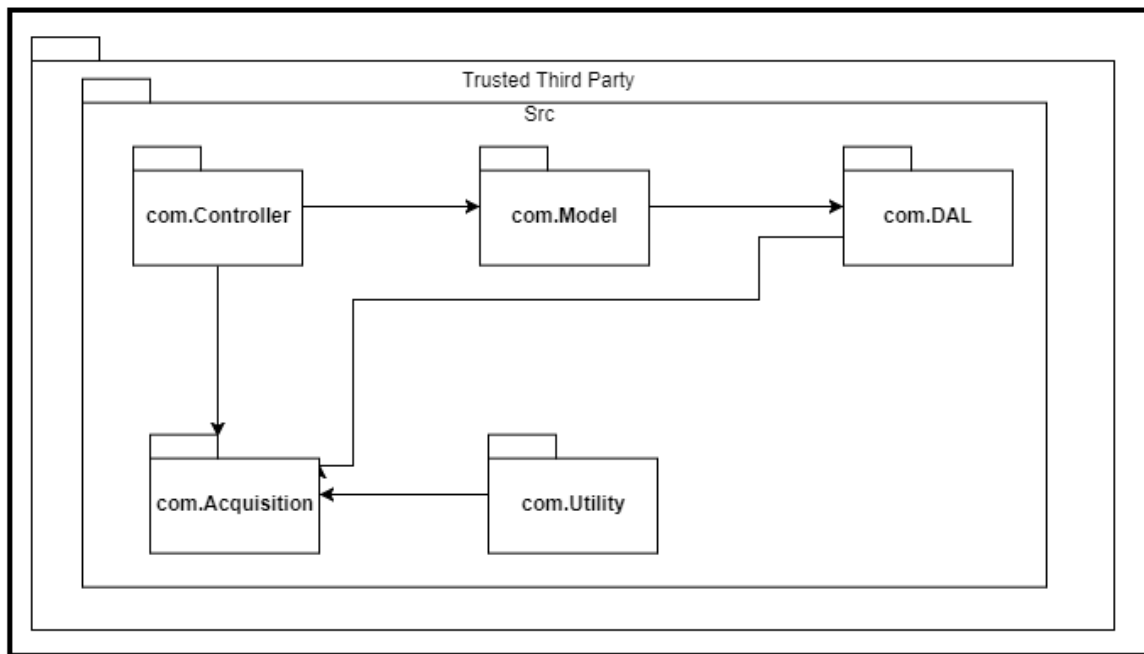 Trusted Third Party
Src
com.Controller
com.Model
com.DAL
com.Acquisition
com.Utility